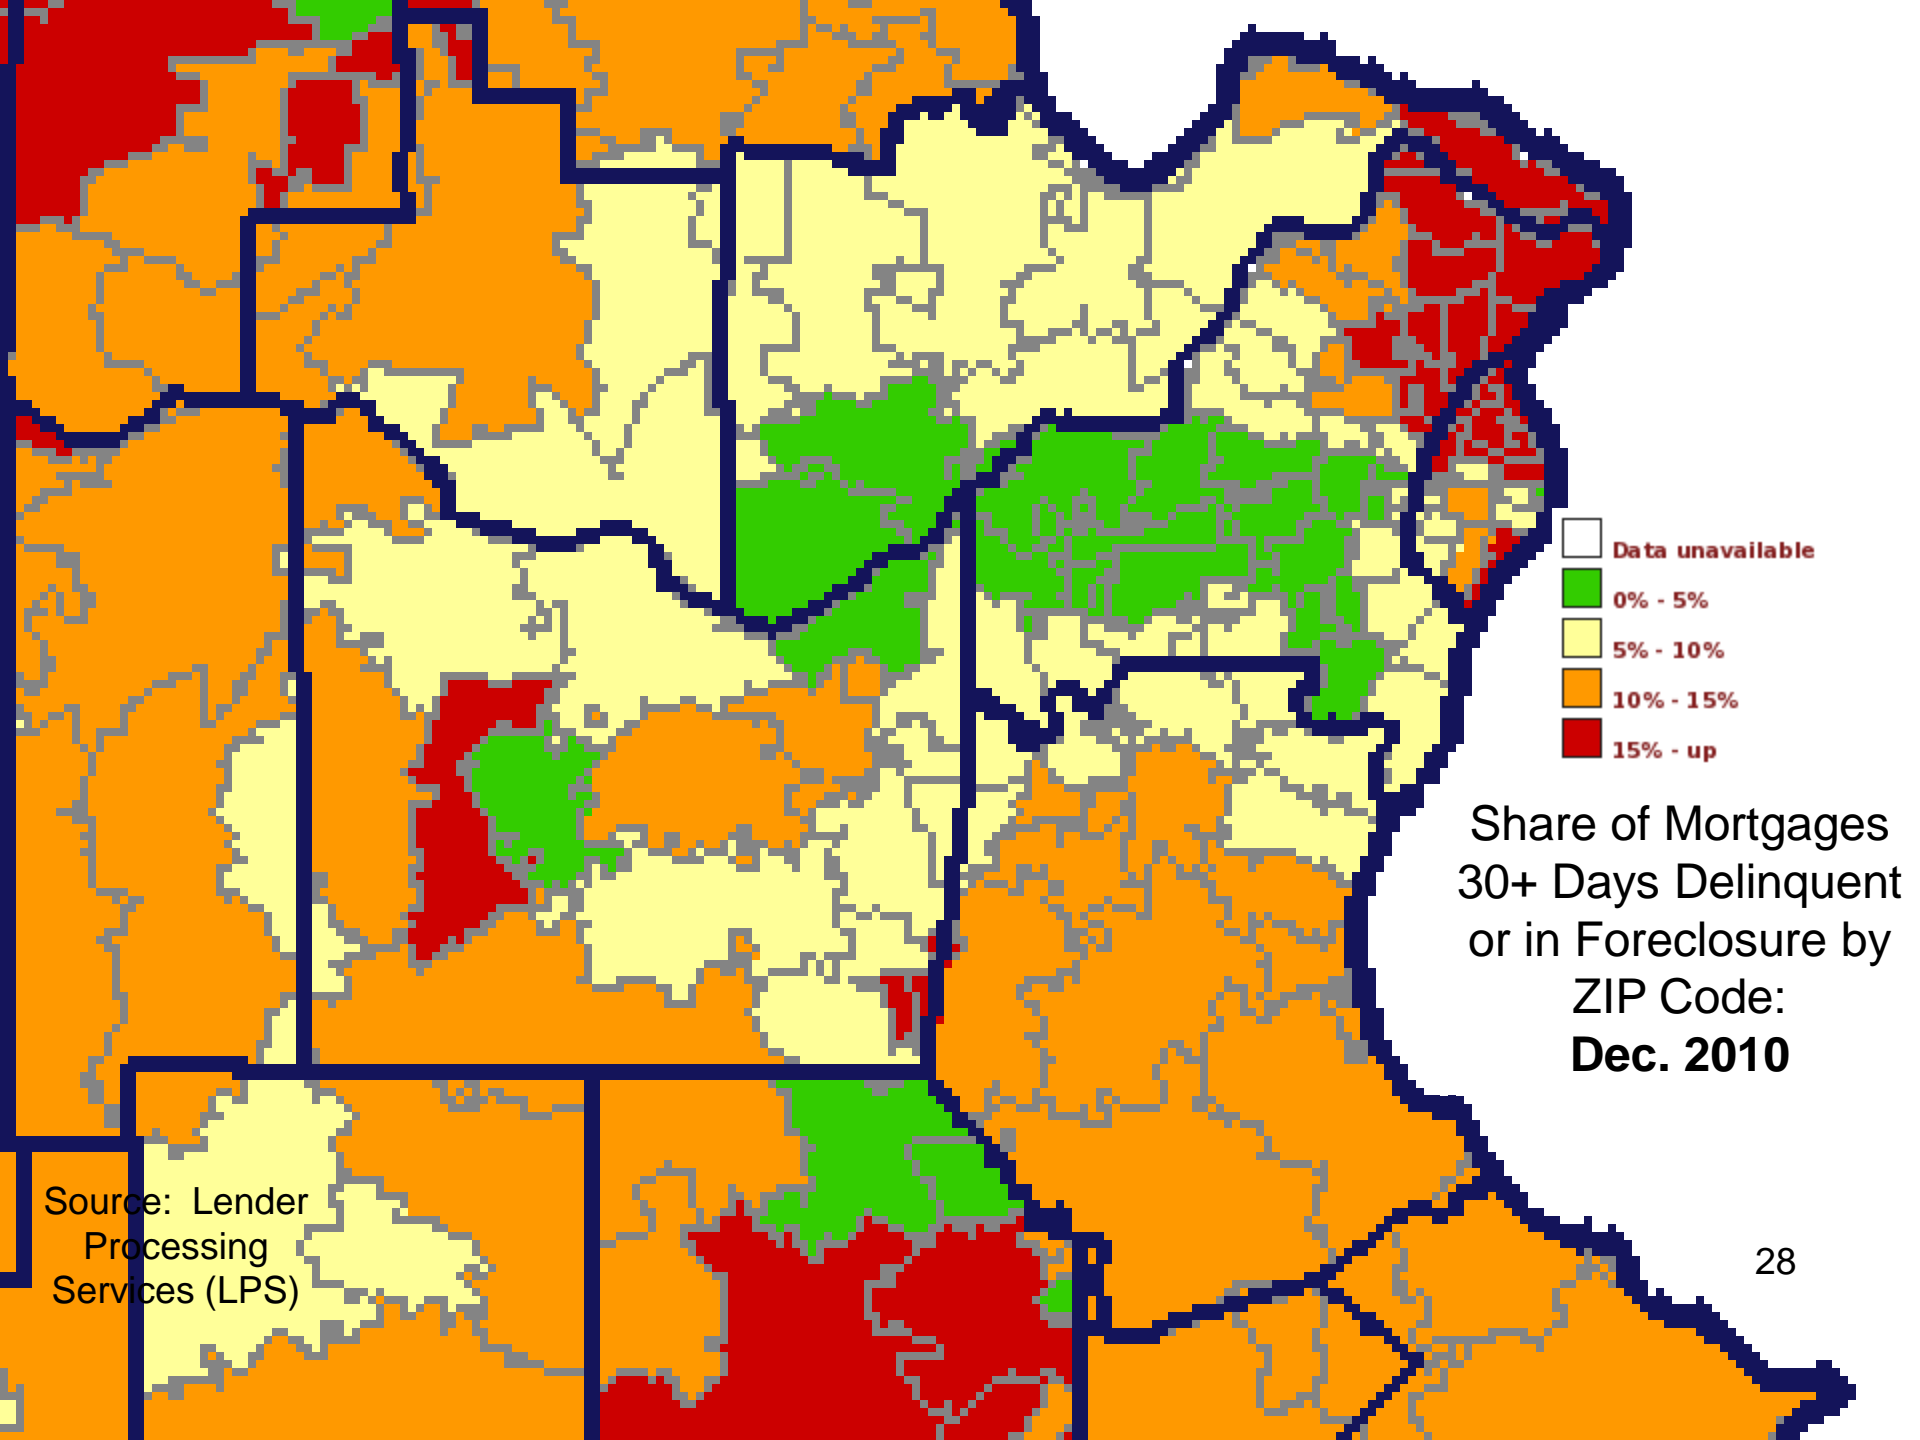 Data unavailable
0% - 5%
5% - 10%
10% - 15%
15% - up
Share of Mortgages
30+ Days Delinquent
or in Foreclosure by
ZIP Code:
Dec. 2010
Source: Lender
Processing
Services (LPS)
28